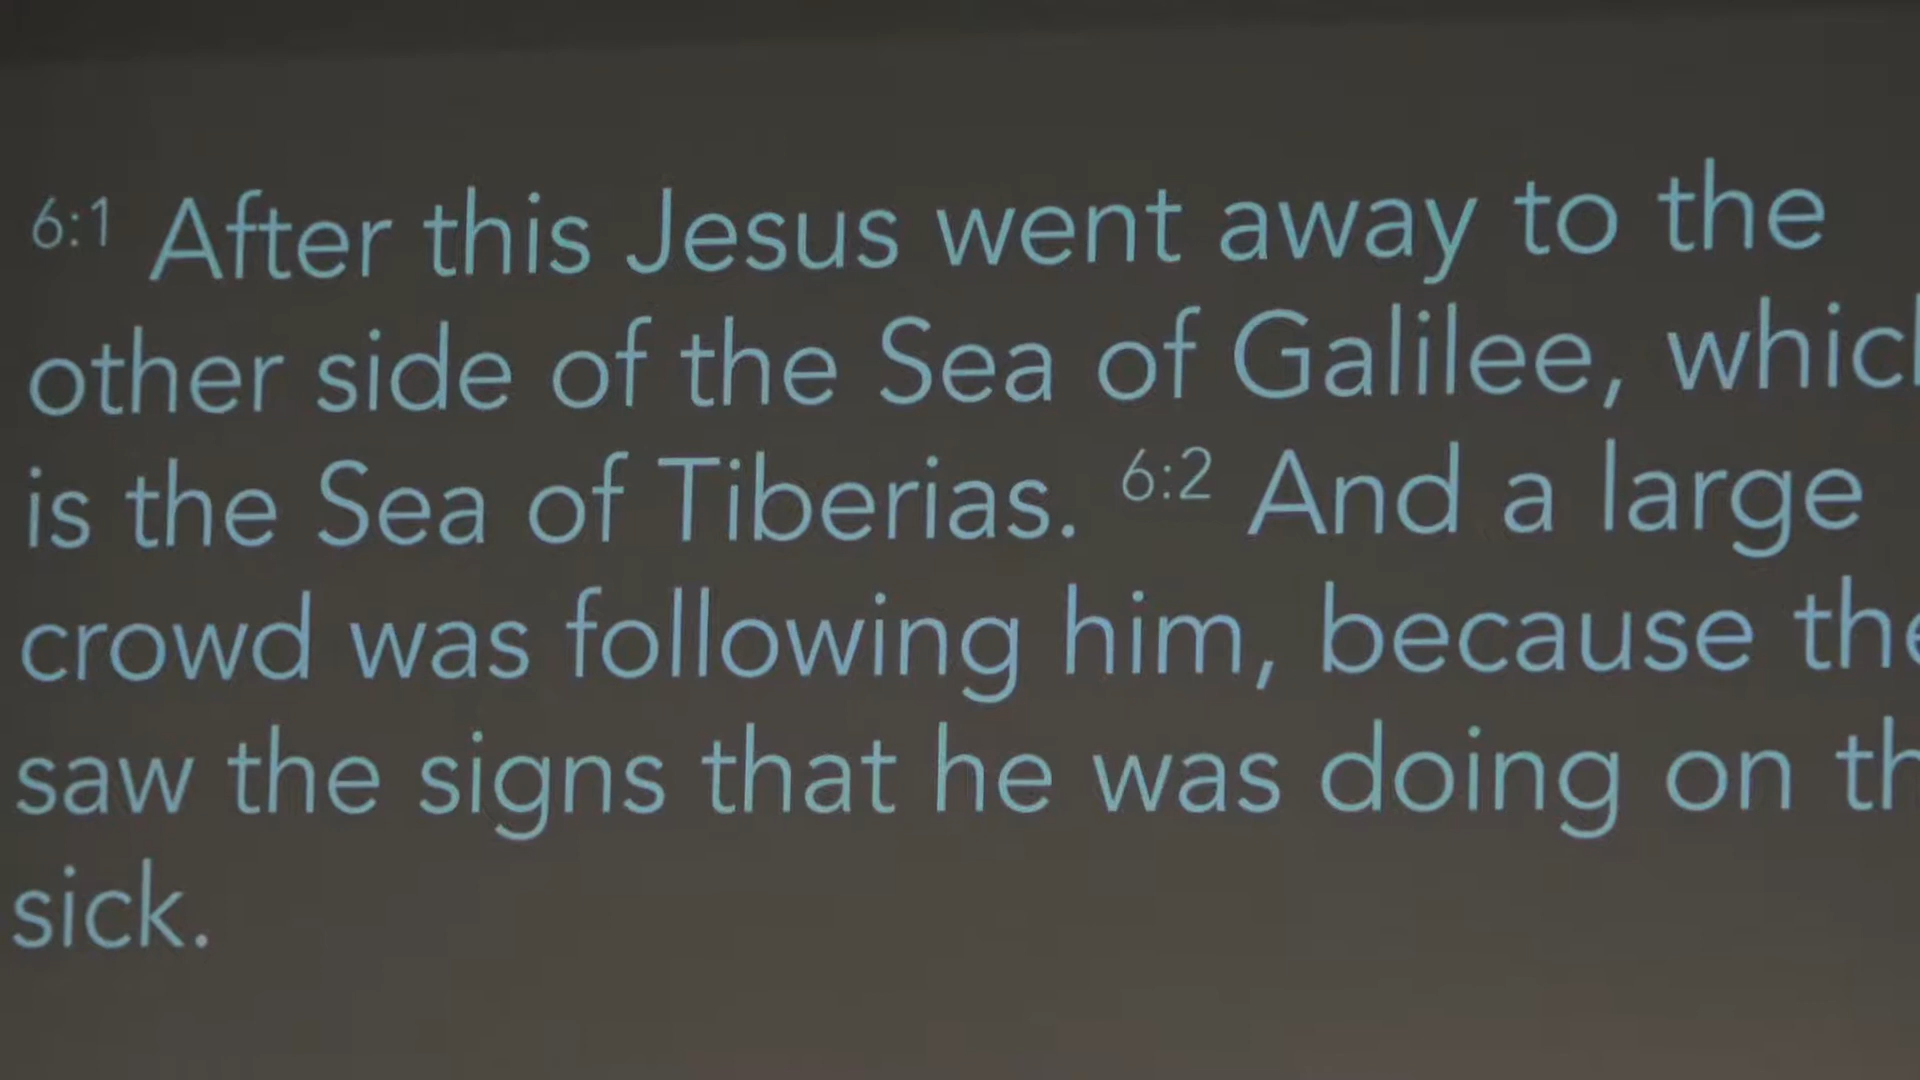 6:1 After this Jesus went away to the
other side of the Sea of Galilee, which
is the Sea of Tiberias. 6:2 And a large
crowd was following him, because the
saw the signs that he was doing on th
sick.